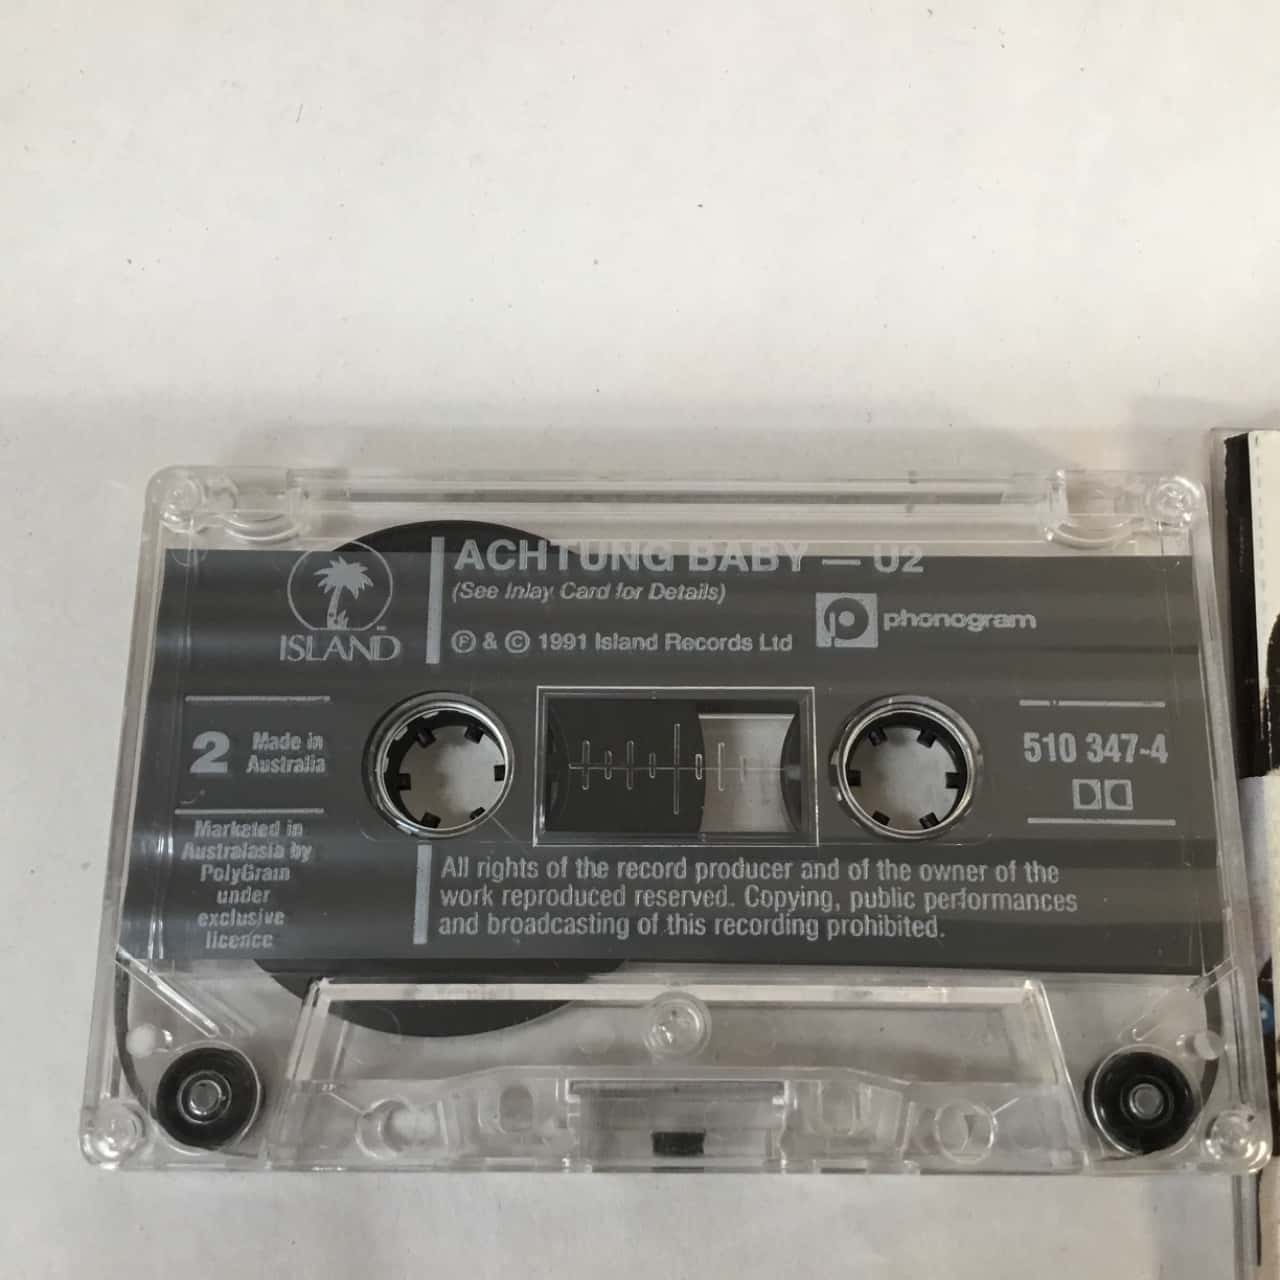 ACHTUNG BABY — U2
(See Inlay Card for Details)
ISLAND
Ⓟ & © 1991 Island Records Ltd
phonogram
2
Made in
Australia
510 347-4
Marketed in
Australasia by
PolyGram
under
exclusive
licence
All rights of the record producer and of the owner of the
work reproduced reserved. Copying, public performances
and broadcasting of this recording prohibited.